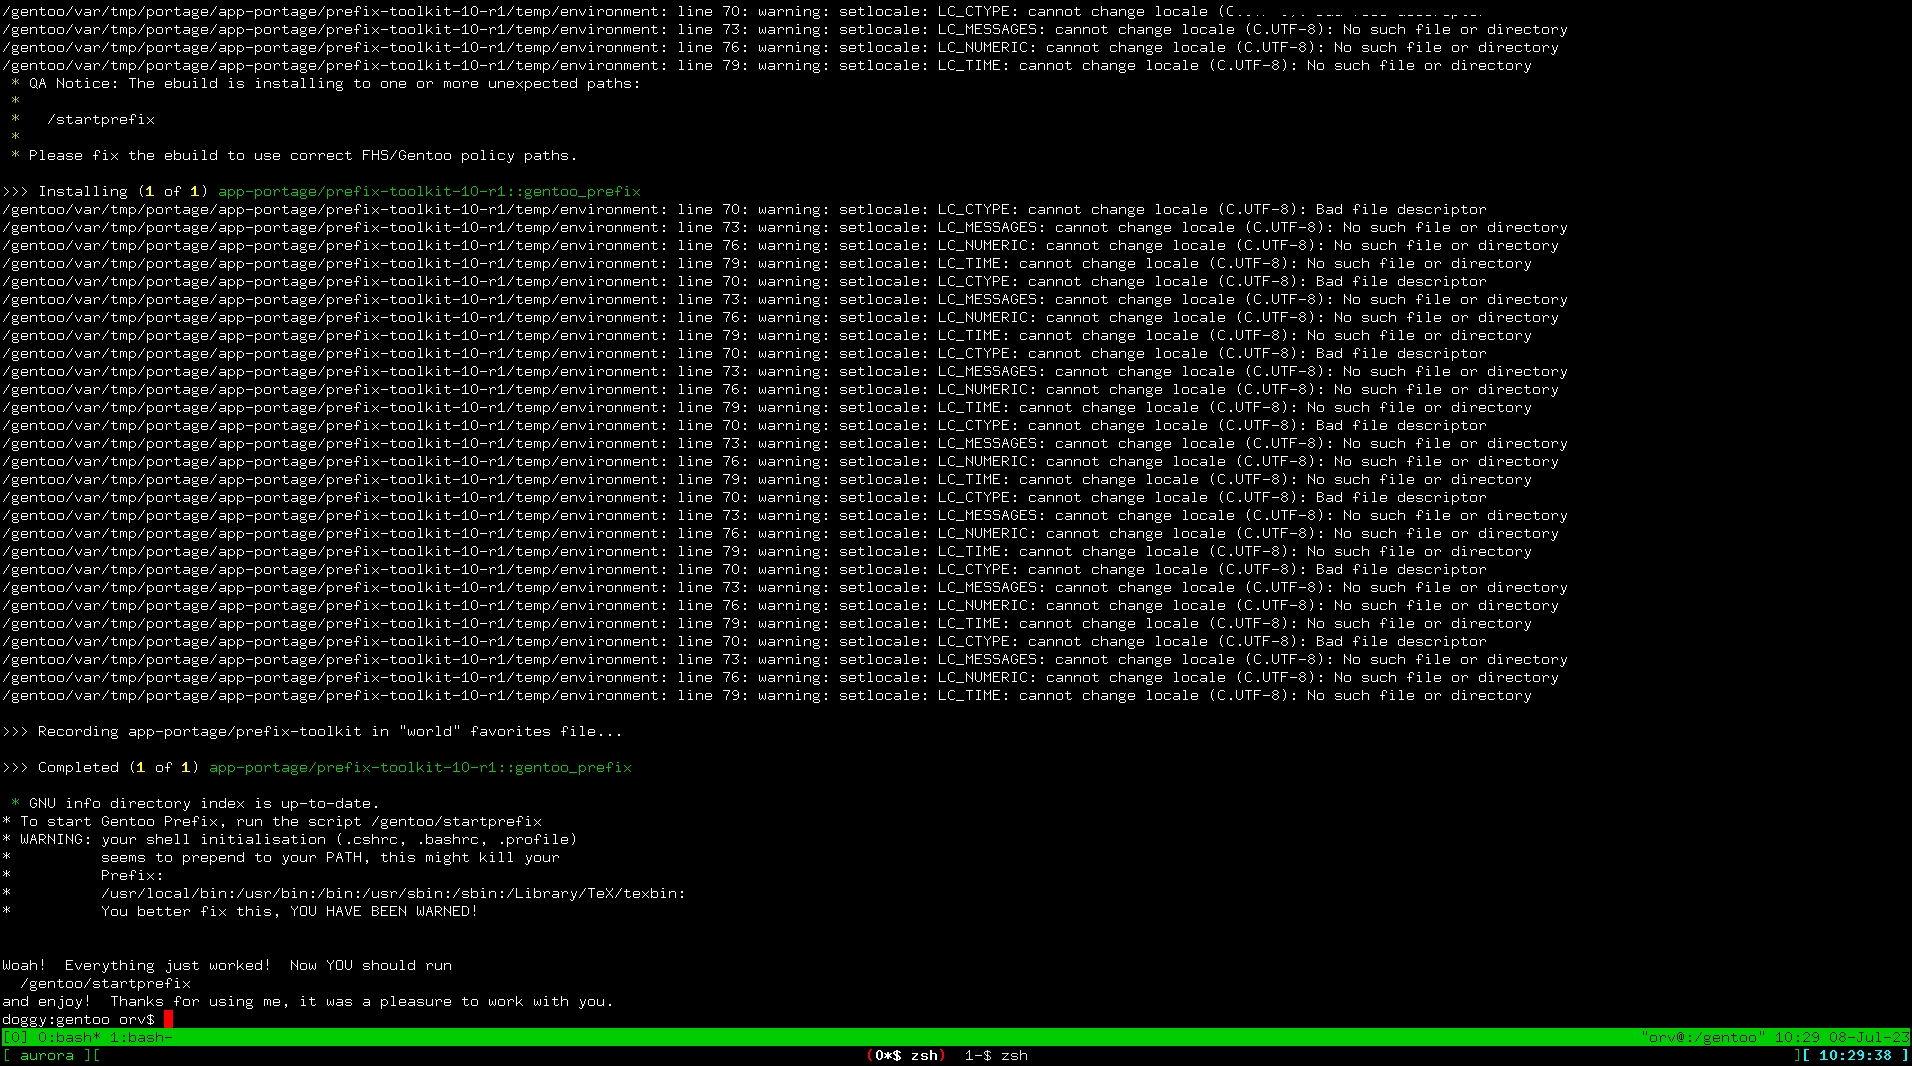 /gentoo/var/tmp/portage/app-portage/prefix-toolkit-10-r1/temp/environment: line 70: warning: setlocale: LC_CTYPE: cannot change locale
/gentoo/var/tmp/portage/app-portage/prefix-toolkit-10-r1/temp/environment: line 73: warning: setlocale: LC_MESSAGES: cannot change locale (C.UTF-8): No such file or directory
/gentoo/var/tmp/portage/app-portage/prefix-toolkit-10-r1/temp/environment: line 76: warning: setlocale: LC_NUMERIC: cannot change locale (C.UTF-8): No such file or directory
/gentoo/var/tmp/portage/app-portage/prefix-toolkit-10-r1/temp/environment: line 79: warning: setlocale: LC_TIME: cannot change locale (C.UTF-8): No such file or directory
 * QA Notice: The ebuild is installing to one or more unexpected paths:
 *
 *   /startprefix
 *
 * Please fix the ebuild to use correct FHS/Gentoo policy paths.
>>> Installing (1 of 1) app-portage/prefix-toolkit-10-r1::gentoo_prefix
/gentoo/var/tmp/portage/app-portage/prefix-toolkit-10-r1/temp/environment: line 70: warning: setlocale: LC_CTYPE: cannot change locale (C.UTF-8): Bad file descriptor
/gentoo/var/tmp/portage/app-portage/prefix-toolkit-10-r1/temp/environment: line 73: warning: setlocale: LC_MESSAGES: cannot change locale (C.UTF-8): No such file or directory
/gentoo/var/tmp/portage/app-portage/prefix-toolkit-10-r1/temp/environment: line 76: warning: setlocale: LC_NUMERIC: cannot change locale (C.UTF-8): No such file or directory
/gentoo/var/tmp/portage/app-portage/prefix-toolkit-10-r1/temp/environment: line 79: warning: setlocale: LC_TIME: cannot change locale (C.UTF-8): No such file or directory
/gentoo/var/tmp/portage/app-portage/prefix-toolkit-10-r1/temp/environment: line 70: warning: setlocale: LC_CTYPE: cannot change locale (C.UTF-8): Bad file descriptor
/gentoo/var/tmp/portage/app-portage/prefix-toolkit-10-r1/temp/environment: line 73: warning: setlocale: LC_MESSAGES: cannot change locale (C.UTF-8): No such file or directory
/gentoo/var/tmp/portage/app-portage/prefix-toolkit-10-r1/temp/environment: line 76: warning: setlocale: LC_NUMERIC: cannot change locale (C.UTF-8): No such file or directory
/gentoo/var/tmp/portage/app-portage/prefix-toolkit-10-r1/temp/environment: line 79: warning: setlocale: LC_TIME: cannot change locale (C.UTF-8): No such file or directory
/gentoo/var/tmp/portage/app-portage/prefix-toolkit-10-r1/temp/environment: line 70: warning: setlocale: LC_CTYPE: cannot change locale (C.UTF-8): Bad file descriptor
/gentoo/var/tmp/portage/app-portage/prefix-toolkit-10-r1/temp/environment: line 73: warning: setlocale: LC_MESSAGES: cannot change locale (C.UTF-8): No such file or directory
/gentoo/var/tmp/portage/app-portage/prefix-toolkit-10-r1/temp/environment: line 76: warning: setlocale: LC_NUMERIC: cannot change locale (C.UTF-8): No such file or directory
/gentoo/var/tmp/portage/app-portage/prefix-toolkit-10-r1/temp/environment: line 79: warning: setlocale: LC_TIME: cannot change locale (C.UTF-8): No such file or directory
/gentoo/var/tmp/portage/app-portage/prefix-toolkit-10-r1/temp/environment: line 70: warning: setlocale: LC_CTYPE: cannot change locale (C.UTF-8): Bad file descriptor
/gentoo/var/tmp/portage/app-portage/prefix-toolkit-10-r1/temp/environment: line 73: warning: setlocale: LC_MESSAGES: cannot change locale (C.UTF-8): No such file or directory
/gentoo/var/tmp/portage/app-portage/prefix-toolkit-10-r1/temp/environment: line 76: warning: setlocale: LC_NUMERIC: cannot change locale (C.UTF-8): No such file or directory
/gentoo/var/tmp/portage/app-portage/prefix-toolkit-10-r1/temp/environment: line 79: warning: setlocale: LC_TIME: cannot change locale (C.UTF-8): No such file or directory
/gentoo/var/tmp/portage/app-portage/prefix-toolkit-10-r1/temp/environment: line 70: warning: setlocale: LC_CTYPE: cannot change locale (C.UTF-8): Bad file descriptor
/gentoo/var/tmp/portage/app-portage/prefix-toolkit-10-r1/temp/environment: line 73: warning: setlocale: LC_MESSAGES: cannot change locale (C.UTF-8): No such file or directory
/gentoo/var/tmp/portage/app-portage/prefix-toolkit-10-r1/temp/environment: line 76: warning: setlocale: LC_NUMERIC: cannot change locale (C.UTF-8): No such file or directory
/gentoo/var/tmp/portage/app-portage/prefix-toolkit-10-r1/temp/environment: line 79: warning: setlocale: LC_TIME: cannot change locale (C.UTF-8): No such file or directory
/gentoo/var/tmp/portage/app-portage/prefix-toolkit-10-r1/temp/environment: line 70: warning: setlocale: LC_CTYPE: cannot change locale (C.UTF-8): Bad file descriptor
/gentoo/var/tmp/portage/app-portage/prefix-toolkit-10-r1/temp/environment: line 73: warning: setlocale: LC_MESSAGES: cannot change locale (C.UTF-8): No such file or directory
/gentoo/var/tmp/portage/app-portage/prefix-toolkit-10-r1/temp/environment: line 76: warning: setlocale: LC_NUMERIC: cannot change locale (C.UTF-8): No such file or directory
/gentoo/var/tmp/portage/app-portage/prefix-toolkit-10-r1/temp/environment: line 79: warning: setlocale: LC_TIME: cannot change locale (C.UTF-8): No such file or directory
/gentoo/var/tmp/portage/app-portage/prefix-toolkit-10-r1/temp/environment: line 70: warning: setlocale: LC_CTYPE: cannot change locale (C.UTF-8): Bad file descriptor
/gentoo/var/tmp/portage/app-portage/prefix-toolkit-10-r1/temp/environment: line 73: warning: setlocale: LC_MESSAGES: cannot change locale (C.UTF-8): No such file or directory
/gentoo/var/tmp/portage/app-portage/prefix-toolkit-10-r1/temp/environment: line 76: warning: setlocale: LC_NUMERIC: cannot change locale (C.UTF-8): No such file or directory
/gentoo/var/tmp/portage/app-portage/prefix-toolkit-10-r1/temp/environment: line 79: warning: setlocale: LC_TIME: cannot change locale (C.UTF-8): No such file or directory
>>> Recording app-portage/prefix-toolkit in "world" favorites file...
>>> Completed (1 of 1) app-portage/prefix-toolkit-10-r1::gentoo_prefix
 * GNU info directory index is up-to-date.
* To start Gentoo Prefix, run the script /gentoo/startprefix
* WARNING: your shell initialisation (.cshrc, .bashrc, .profile)
*          seems to prepend to your PATH, this might kill your
*          Prefix:
*          /usr/local/bin:/usr/bin:/bin:/usr/sbin:/sbin:/Library/TeX/texbin:
*          You better fix this, YOU HAVE BEEN WARNED!
Woah!  Everything just worked!  Now YOU should run
  /gentoo/startprefix
and enjoy!  Thanks for using me, it was a pleasure to work with you.
doggy:gentoo orv$
[0] 0:bash* 1:bash- "orv@:/gentoo" 10:29 08-Jul-23
[ aurora ][ (0*$ zsh) 1-$ zsh ][ 10:29:38 ]